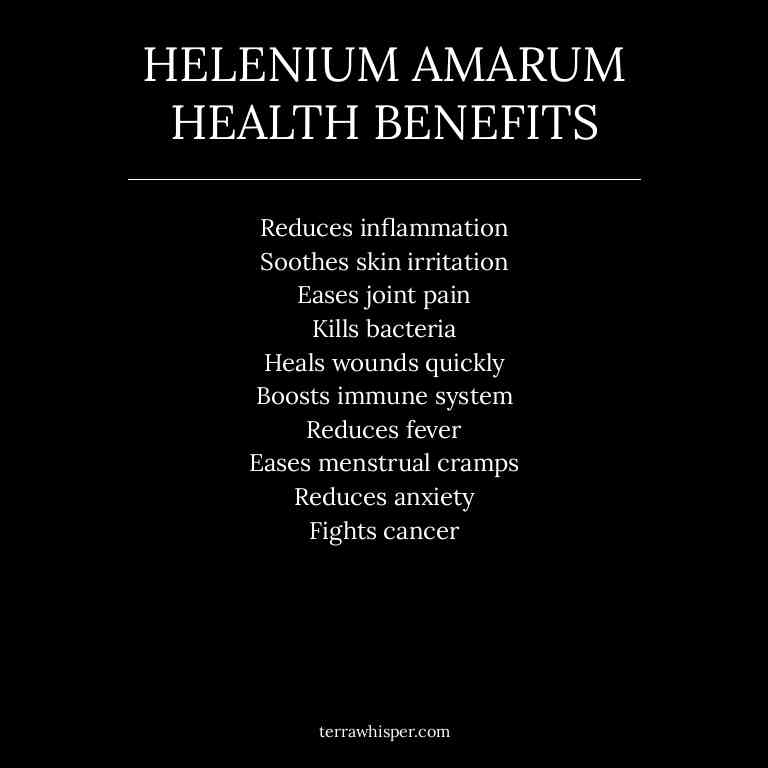 HELENIUM AMARUM
HEALTH BENEFITS
Reduces inflammation
Soothes skin irritation
Eases joint pain
Kills bacteria
Heals wounds quickly
Boosts immune system
Reduces fever
Eases menstrual cramps
Reduces anxiety
Fights cancer
terrawhisper.com